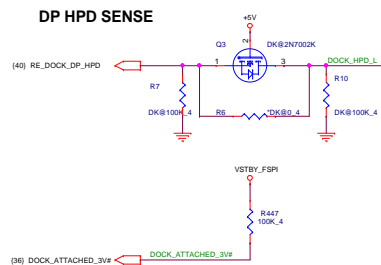 DP HPD SENSE
+5V
Q3
DK@2N7002K
2
(40) RE_DOCK_DP_HPD
1
3
DOCK_HPD_L
R7
R10
DK@100K_4
R6
*DK@0_4
DK@100K_4
VSTBY_FSPI
R447
100K_4
(36) DOCK_ATTACHED_3V#
DOCK_ATTACHED_3V#